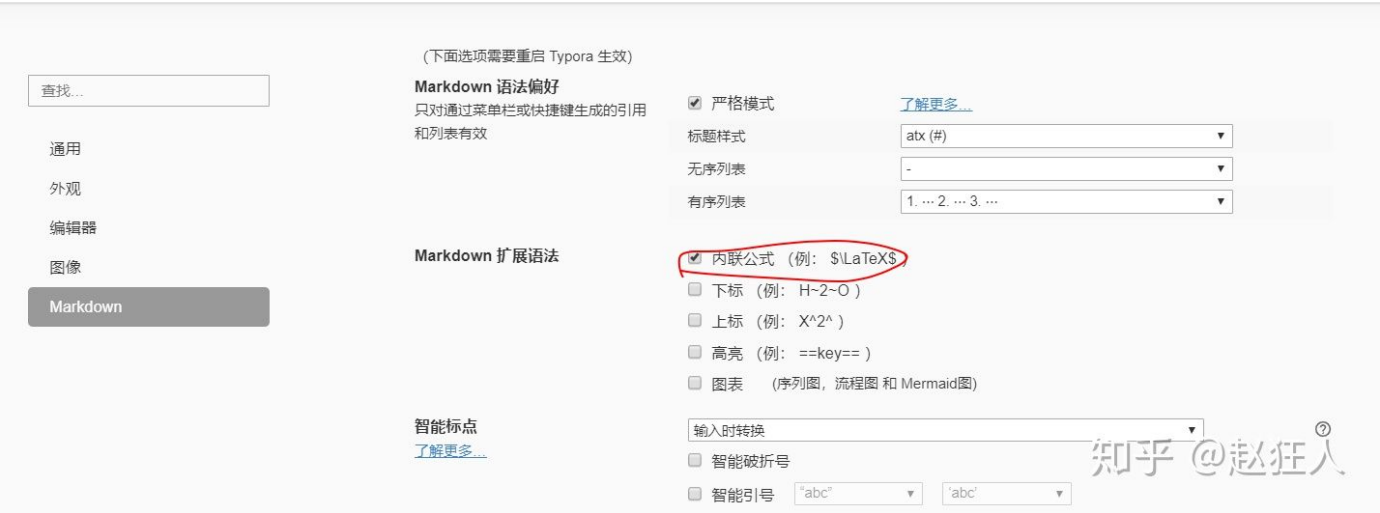 （下面选项需要重启 Typora 生效）
查找...
通用
外观
编辑器
图像
Markdown
Markdown 语法偏好
只对通过菜单栏或快捷键生成的引用
和列表有效
严格模式 了解更多...
标题样式 atx (#)
无序列表 -
有序列表 1. ··· 2. ··· 3. ···
Markdown 扩展语法
内联公式 （例： $\LaTeX$ ）
下标 （例： H~2~O ）
上标 （例： X^2^ ）
高亮 （例： ==key== ）
图表 (序列图，流程图 和 Mermaid图)
智能标点
了解更多...
输入时转换
智能破折号
智能引号 “abc” ‘abc’
知乎 @赵狂人